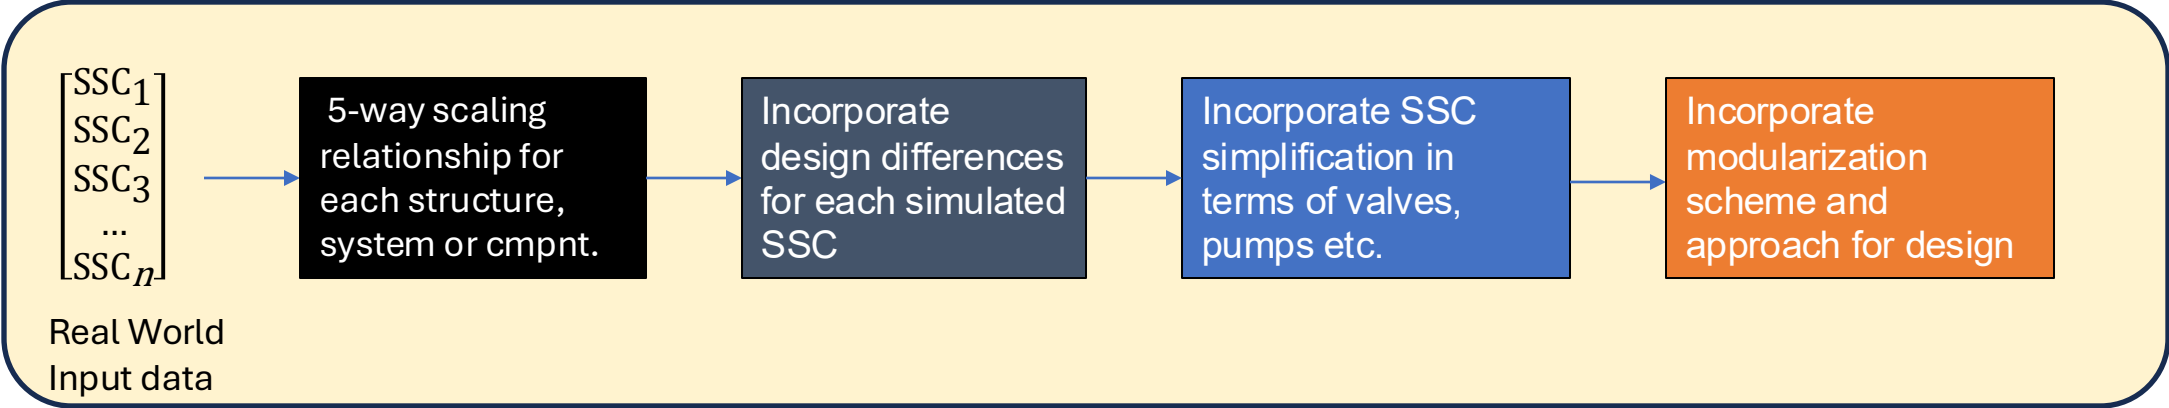 SSC1
SSC2
SSC3
...
SSCn
Real World
Input data
5-way scaling
relationship for
each structure,
system or cmpnt.
Incorporate
design differences
for each simulated
SSC
Incorporate SSC
simplification in
terms of valves,
pumps etc.
Incorporate
modularization
scheme and
approach for design